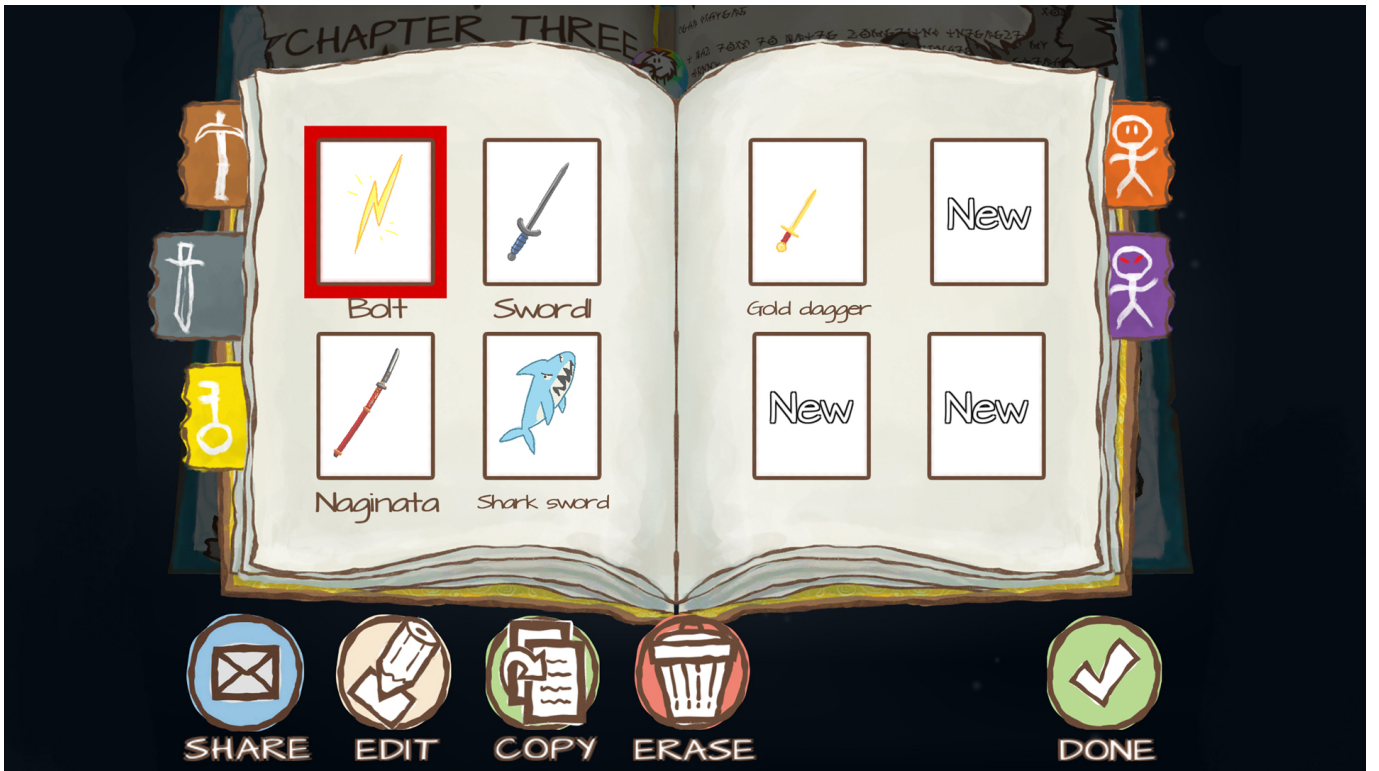 CHAPTER THREE
Bolt
Swordl
Gold dagger
New
Naginata
Shark sword
New
New
SHARE
EDIT
COPY
ERASE
DONE